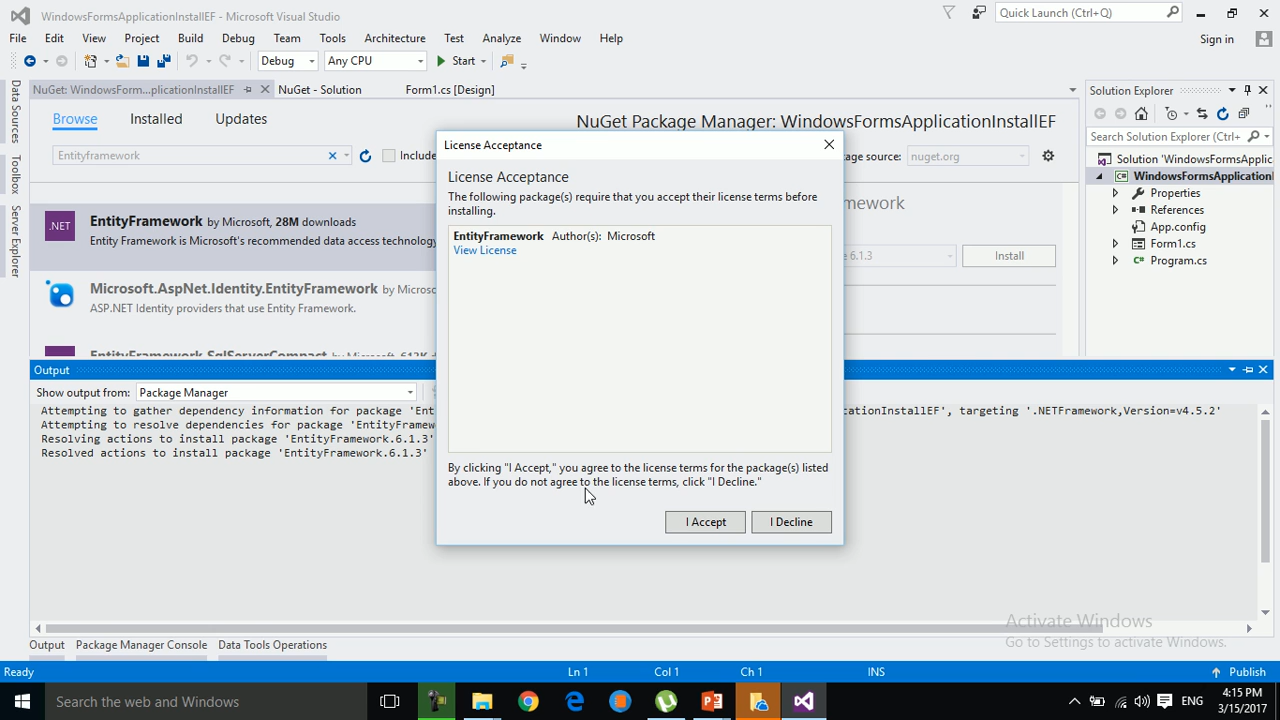 WindowsFormsApplicationInstallEF - Microsoft Visual Studio
Quick Launch (Ctrl+Q)
File Edit View Project Build Debug Team Tools Architecture Test Analyze Window Help
Sign in
Debug Any CPU Start
Data Sources
Toolbox
Server Explorer
NuGet: WindowsForm...plicationInstallEF
NuGet - Solution
Form1.cs [Design]
Browse Installed Updates
NuGet Package Manager: WindowsFormsApplicationInstallEF
Entityframework
Include
age source: nuget.org
EntityFramework by Microsoft, 28M downloads
Entity Framework is Microsoft's recommended data access technology
Microsoft.AspNet.Identity.EntityFramework by Microso
ASP.NET Identity providers that use Entity Framework.
mework
e 6.1.3
Install
License Acceptance
License Acceptance
The following package(s) require that you accept their license terms before
installing.
EntityFramework Author(s): Microsoft
View License
By clicking "I Accept," you agree to the license terms for the package(s) listed
above. If you do not agree to the license terms, click "I Decline."
I Accept
I Decline
Solution Explorer
Search Solution Explorer (Ctrl+
Solution 'WindowsFormsApplic
WindowsFormsApplicationI
Properties
References
App.config
Form1.cs
C# Program.cs
Output
Show output from: Package Manager
Attempting to gather dependency information for package 'Ent
cationInstallEF', targeting '.NETFramework,Version=v4.5.2'
Attempting to resolve dependencies for package 'EntityFramew
Resolving actions to install package 'EntityFramework.6.1.3'
Resolved actions to install package 'EntityFramework.6.1.3'
Activate Windows
Go to Settings to activate Windows.
Output Package Manager Console Data Tools Operations
Ready Ln 1 Col 1 Ch 1 INS Publish
Search the web and Windows
ENG
4:15 PM
3/15/2017